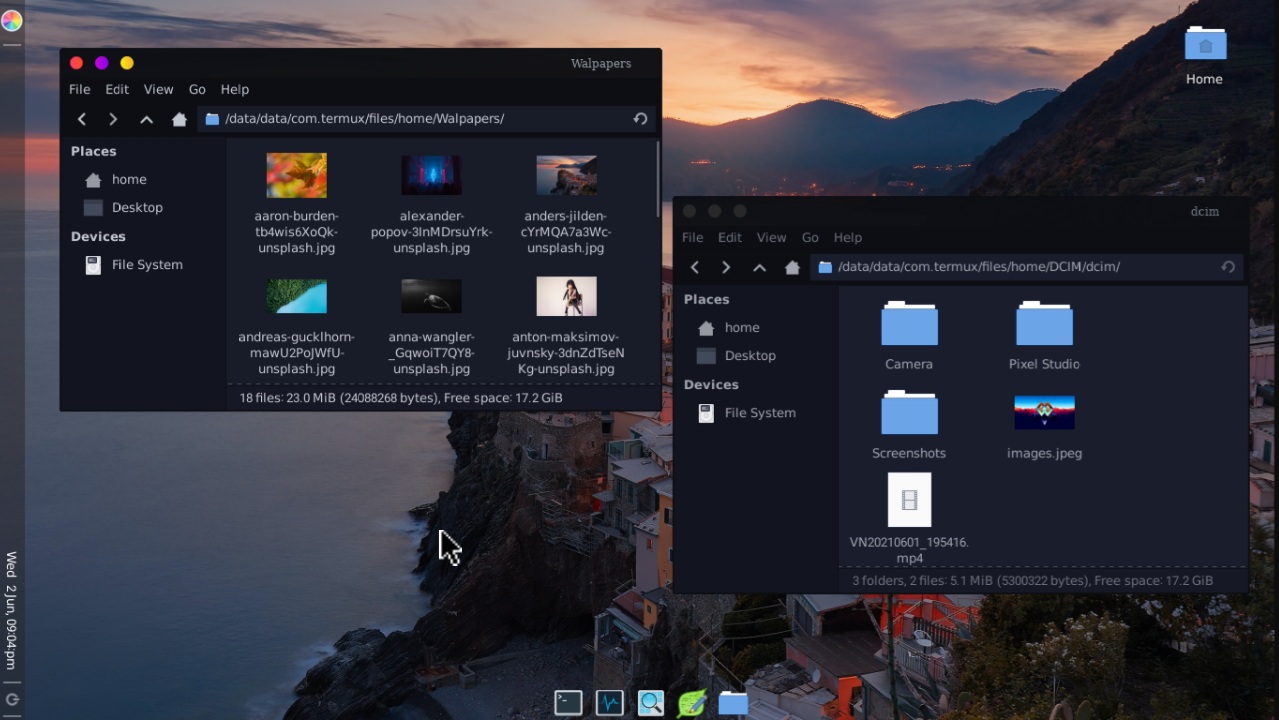 Home
Walpapers
File Edit View Go Help
/data/data/com.termux/files/home/Walpapers/
Places
home
Desktop
Devices
File System
aaron-burden-
tb4wis6XoQk-
unsplash.jpg
alexander-
popov-3InMDrsuYrk-
unsplash.jpg
anders-jilden-
cYrMQA7a3Wc-
unsplash.jpg
andreas-gucklhorn-
mawU2PoJWfU-
unsplash.jpg
anna-wangler-
_GqwoiT7QY8-
unsplash.jpg
anton-maksimov-
juvnsky-3dnZdTseN
Kg-unsplash.jpg
18 files: 23.0 MiB (24088268 bytes), Free space: 17.2 GiB
dcim
File Edit View Go Help
/data/data/com.termux/files/home/DCIM/dcim/
Places
home
Desktop
Devices
File System
Camera
Pixel Studio
Screenshots
images.jpeg
VN20210601_195416.
mp4
3 folders, 2 files: 5.1 MiB (5300322 bytes), Free space: 17.2 GiB
Wed 2 Jun, 09:04:pm